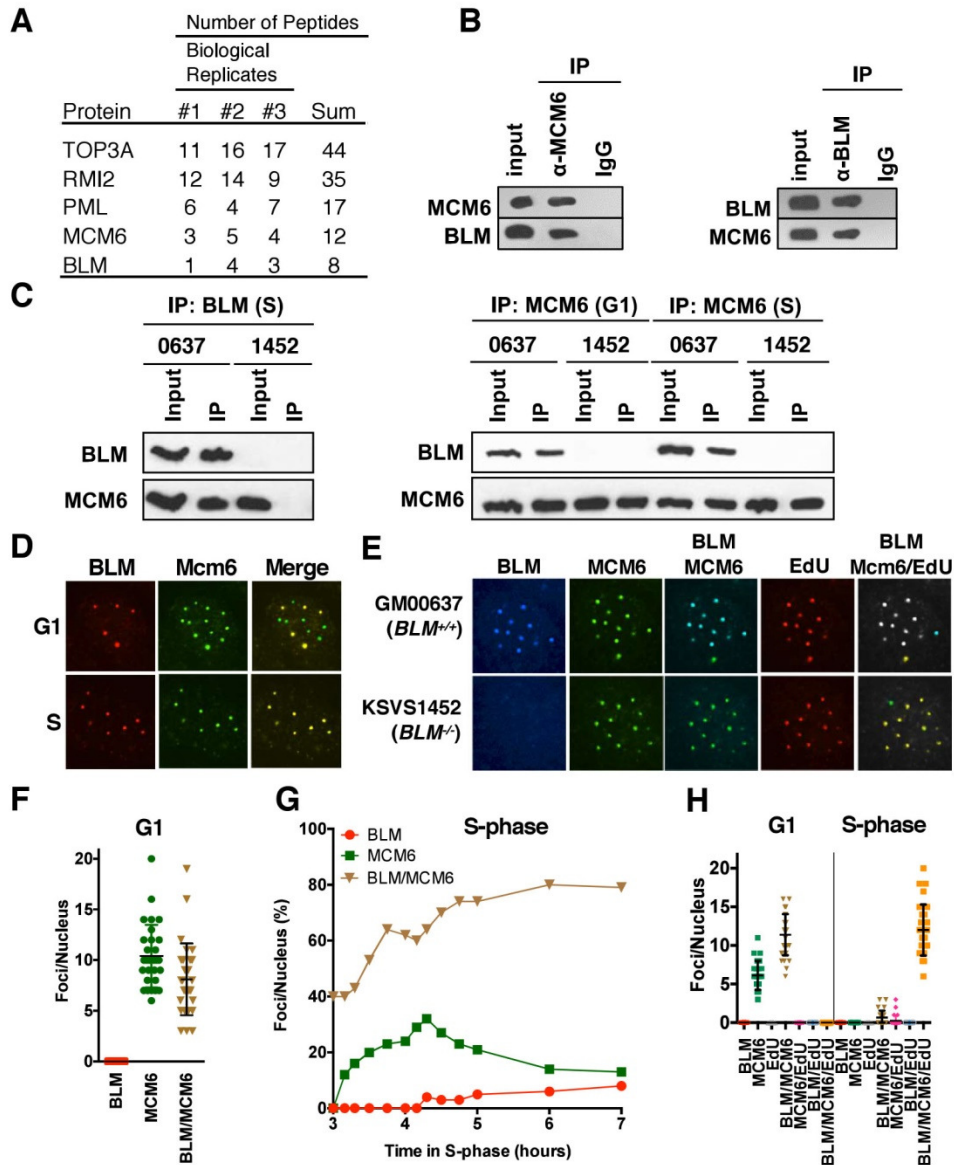 A
Number of Peptides
Biological
Replicates
Protein #1 #2 #3 Sum
TOP3A 11 16 17 44
RMI2 12 14 9 35
PML 6 4 7 17
MCM6 3 5 4 12
BLM 1 4 3 8
B
IP
input α-MCM6 IgG
MCM6
BLM
IP
input α-BLM IgG
BLM
MCM6
C
IP: BLM (S)
0637 1452
Input IP Input IP
BLM
MCM6
IP: MCM6 (G1) IP: MCM6 (S)
0637 1452 0637 1452
Input IP Input IP Input IP Input IP
BLM
MCM6
D
BLM Mcm6 Merge
G1
S
E
BLM MCM6 BLM MCM6 EdU BLM Mcm6/EdU
GM00637
(BLM+/+)
KSVS1452
(BLM-/-)
F
G1
Foci/Nucleus
20
15
10
5
0
BLM MCM6 BLM/MCM6
G
S-phase
BLM
MCM6
BLM/MCM6
Foci/Nucleus (%)
100
80
60
40
20
0
3 4 5 6 7
Time in S-phase (hours)
H
G1 S-phase
Foci/Nucleus
20
15
10
5
0
BLM MCM6 EdU BLM/MCM6 MCM6/EdU BLM/EdU BLM/MCM6/EdU BLM MCM6 EdU BLM/MCM6 MCM6/EdU BLM/EdU BLM/MCM6/EdU